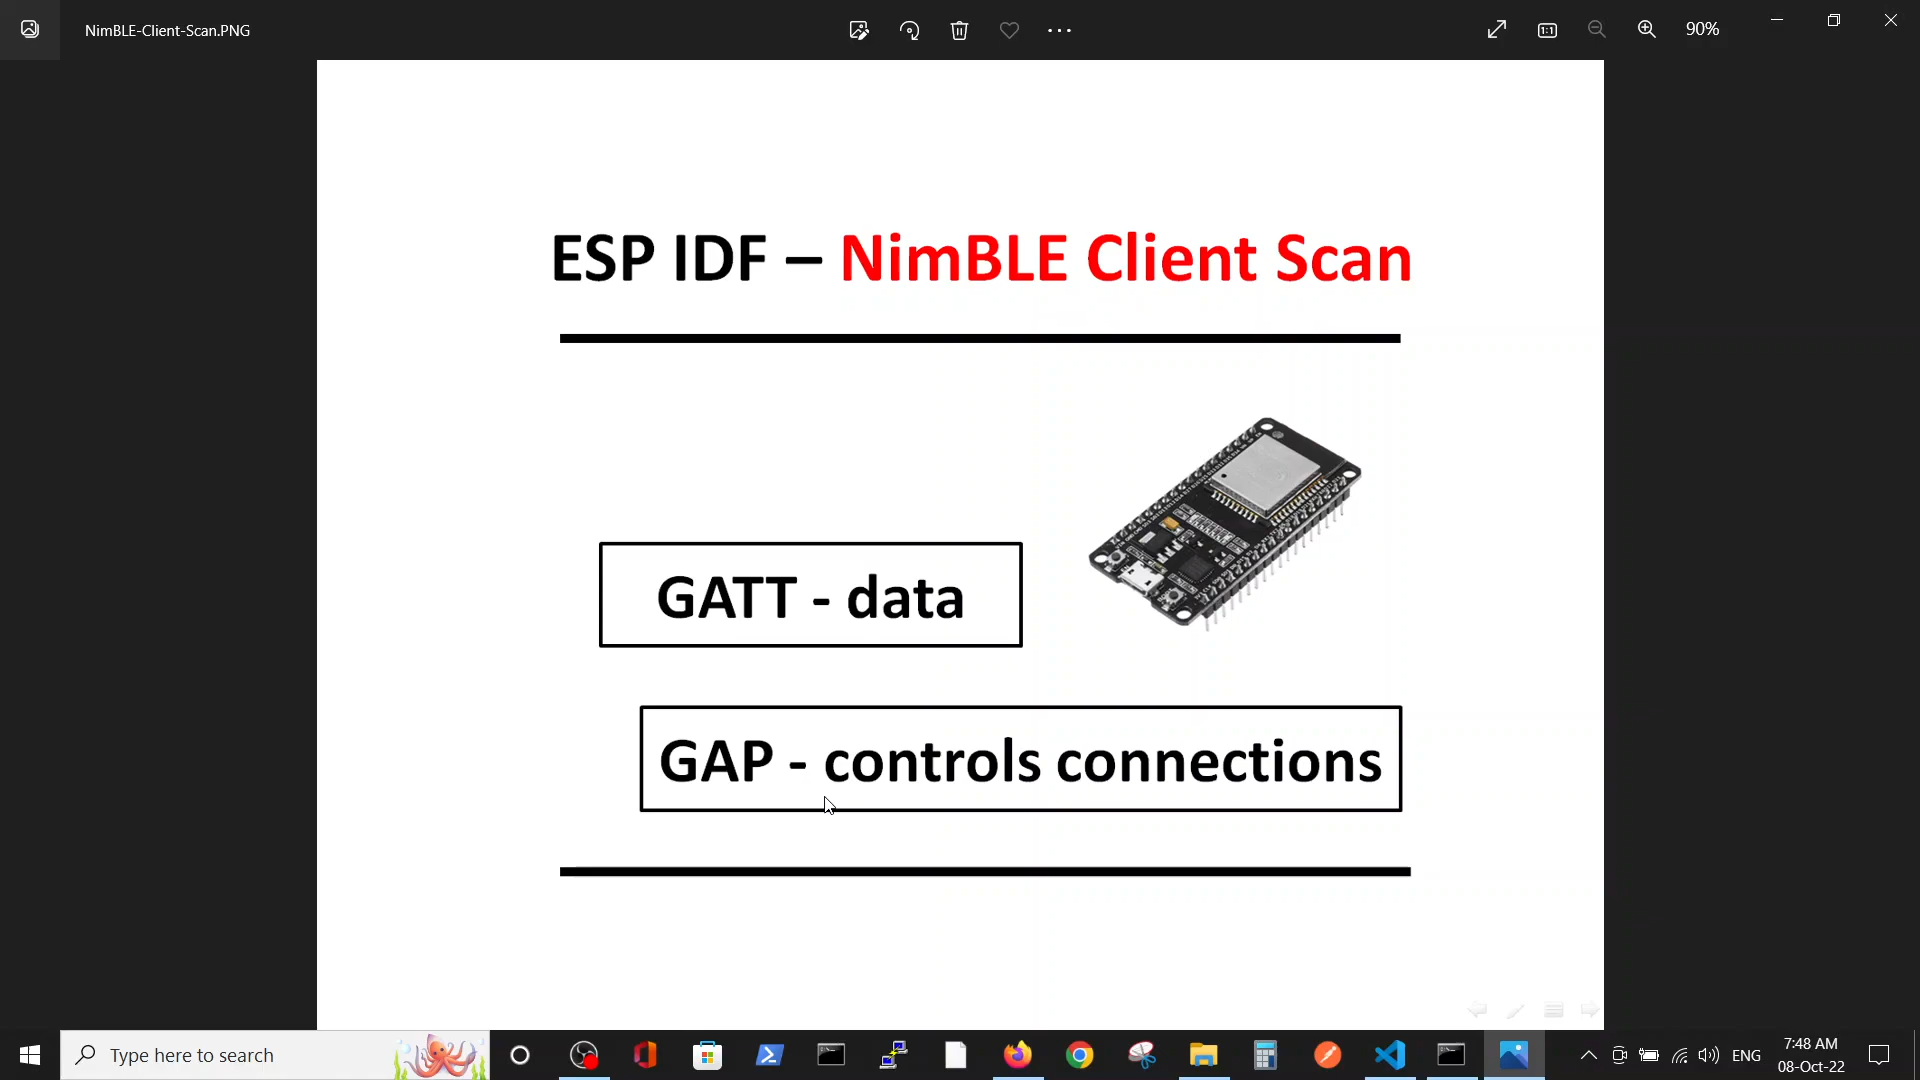 NimBLE-Client-Scan.PNG
90%
ESP IDF – NimBLE Client Scan
GATT - data
GAP - controls connections
Type here to search
ENG
7:48 AM
08-Oct-22